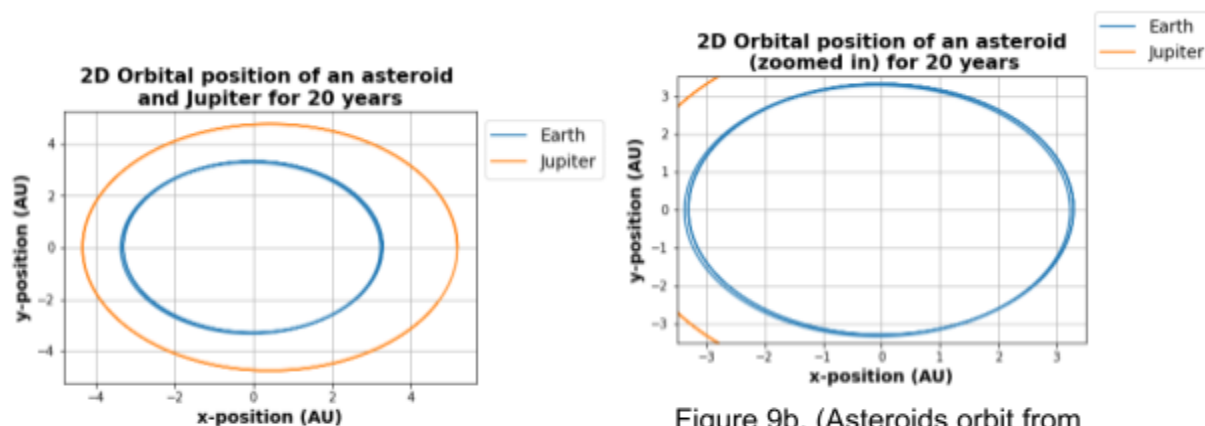 2D Orbital position of an asteroid
and Jupiter for 20 years
y-position (AU)
4
2
0
−2
−4
−4
−2
0
2
4
x-position (AU)
Earth
Jupiter
2D Orbital position of an asteroid
(zoomed in) for 20 years
y-position (AU)
3
2
1
0
−1
−2
−3
−3
−2
−1
0
1
2
3
x-position (AU)
Earth
Jupiter
Figure 9b. (Asteroids orbit from